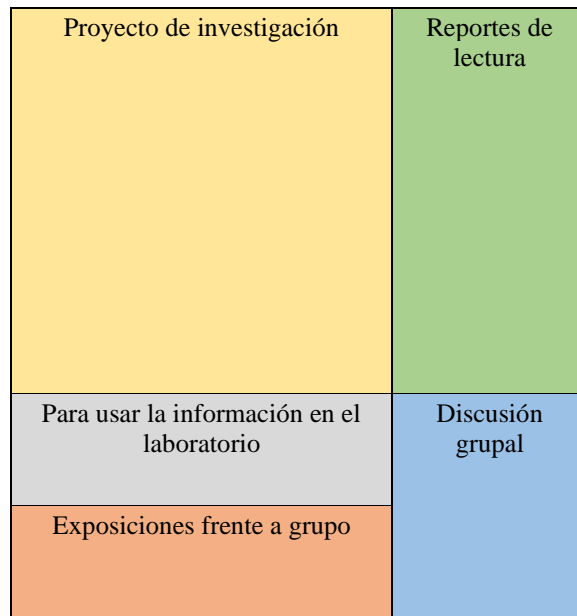 Proyecto de investigación
Reportes de
lectura
Para usar la información en el
laboratorio
Discusión
grupal
Exposiciones frente a grupo